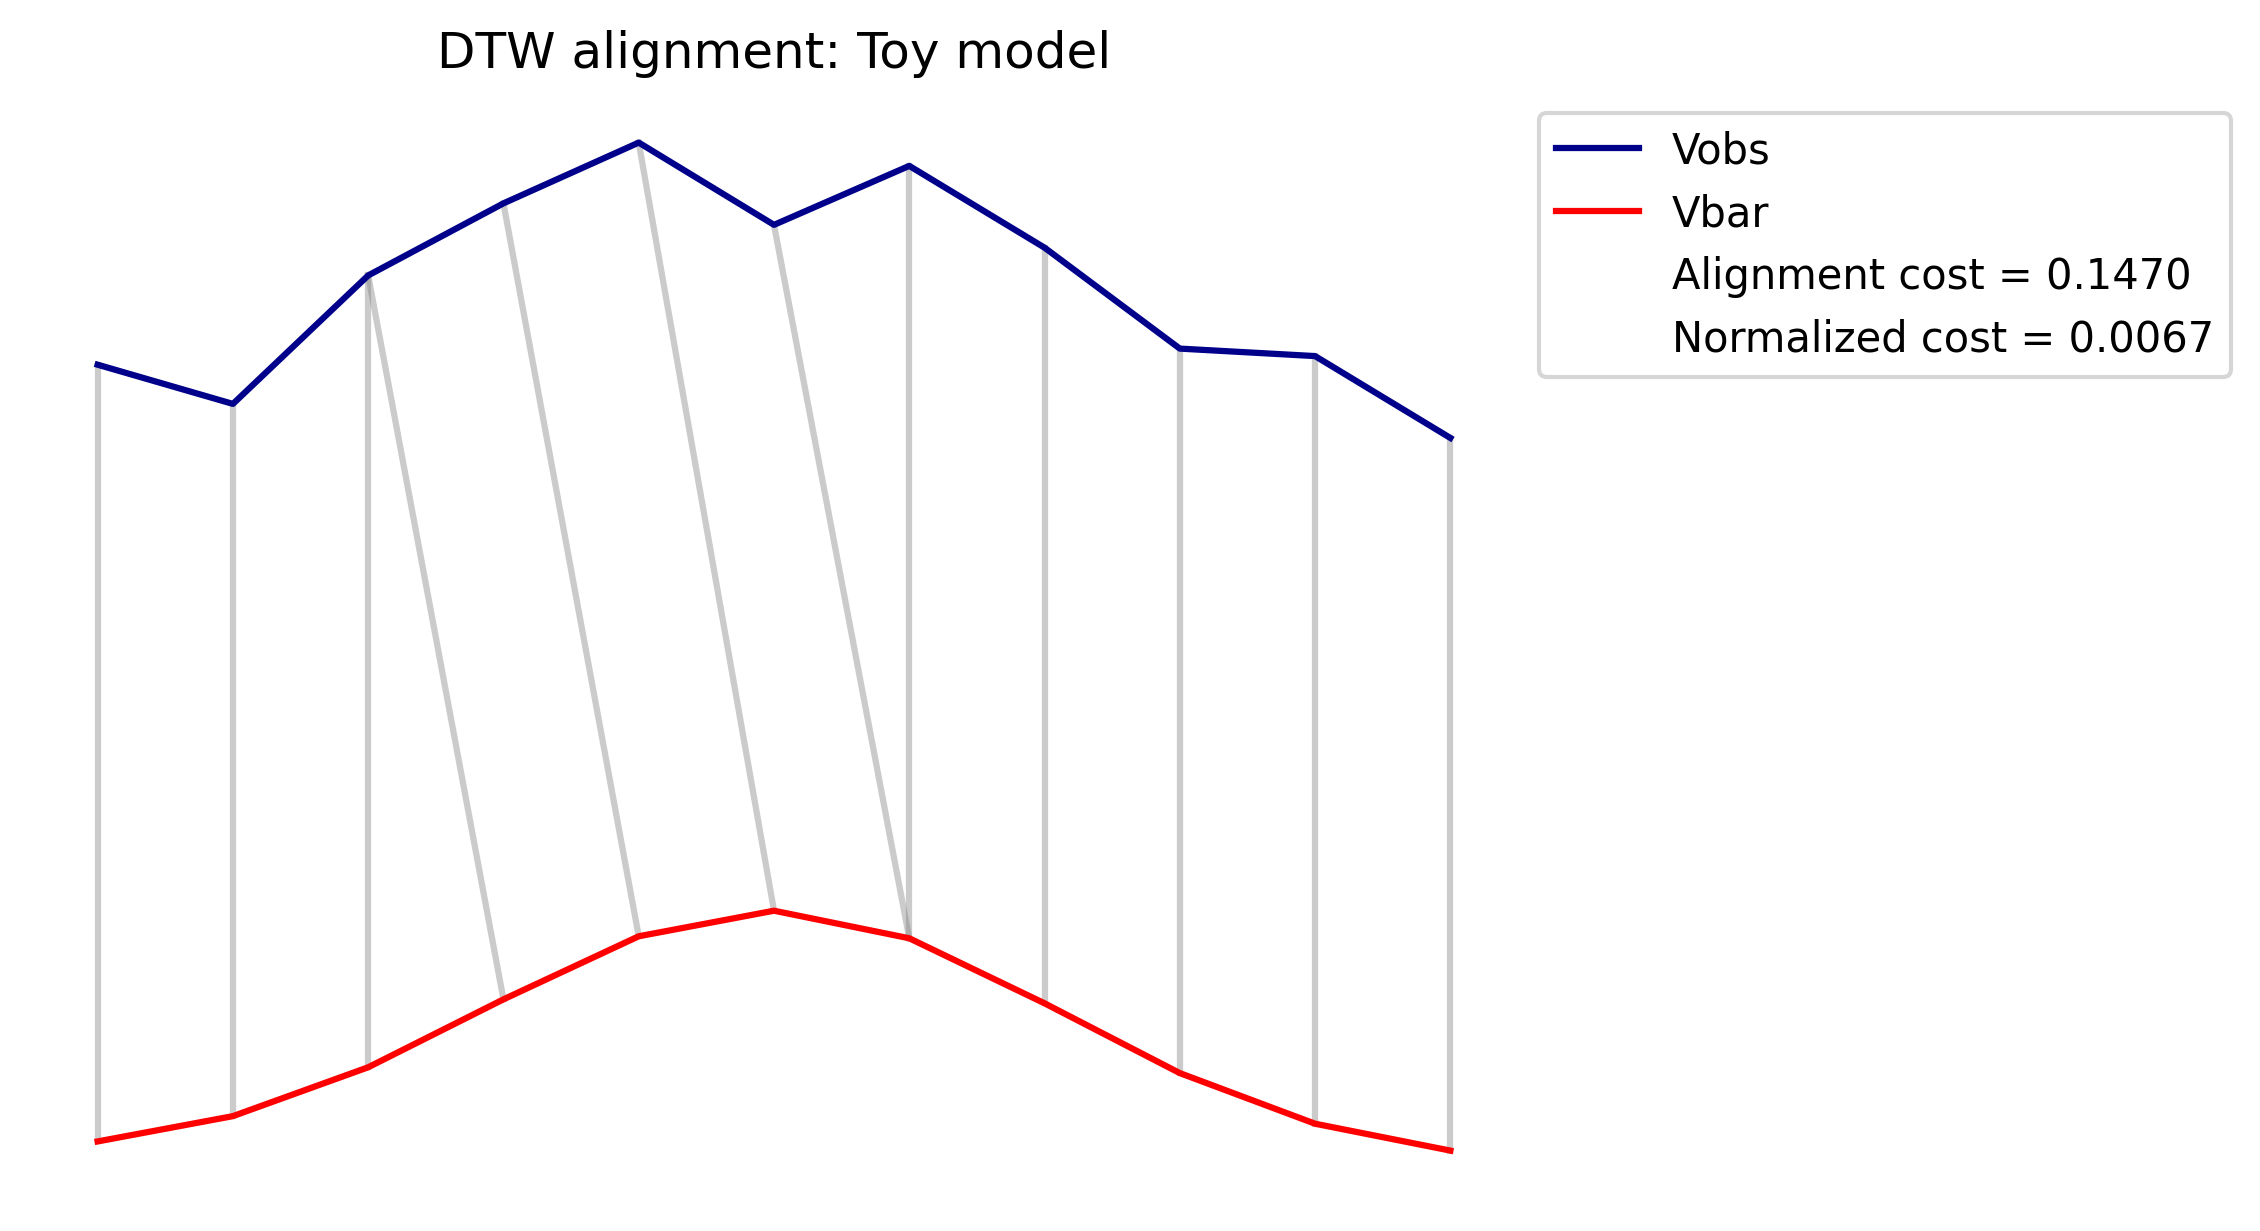 DTW alignment: Toy model
Vobs
Vbar
Alignment cost = 0.1470
Normalized cost = 0.0067